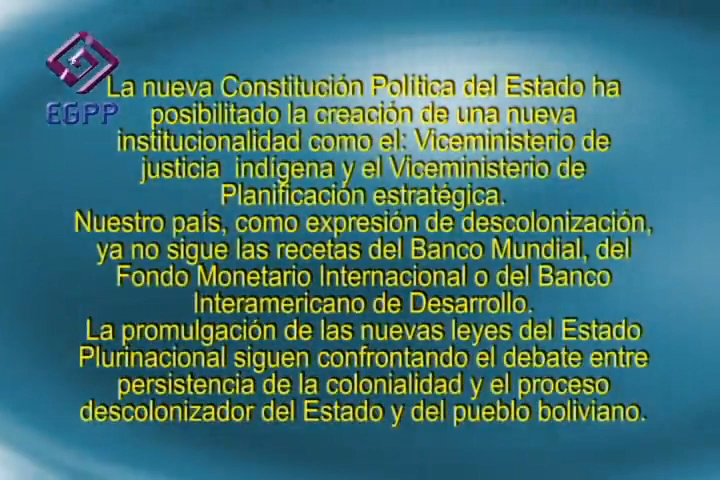 EGPP
La nueva Constitución Política del Estado ha
posibilitado la creación de una nueva
institucionalidad como el: Viceministerio de
justicia  indígena y el Viceministerio de
Planificación estratégica.
Nuestro país, como expresión de descolonización,
ya no sigue las recetas del Banco Mundial, del
Fondo Monetario Internacional o del Banco
Interamericano de Desarrollo.
La promulgación de las nuevas leyes del Estado
Plurinacional siguen confrontando el debate entre
persistencia de la colonialidad y el proceso
descolonizador del Estado y del pueblo boliviano.